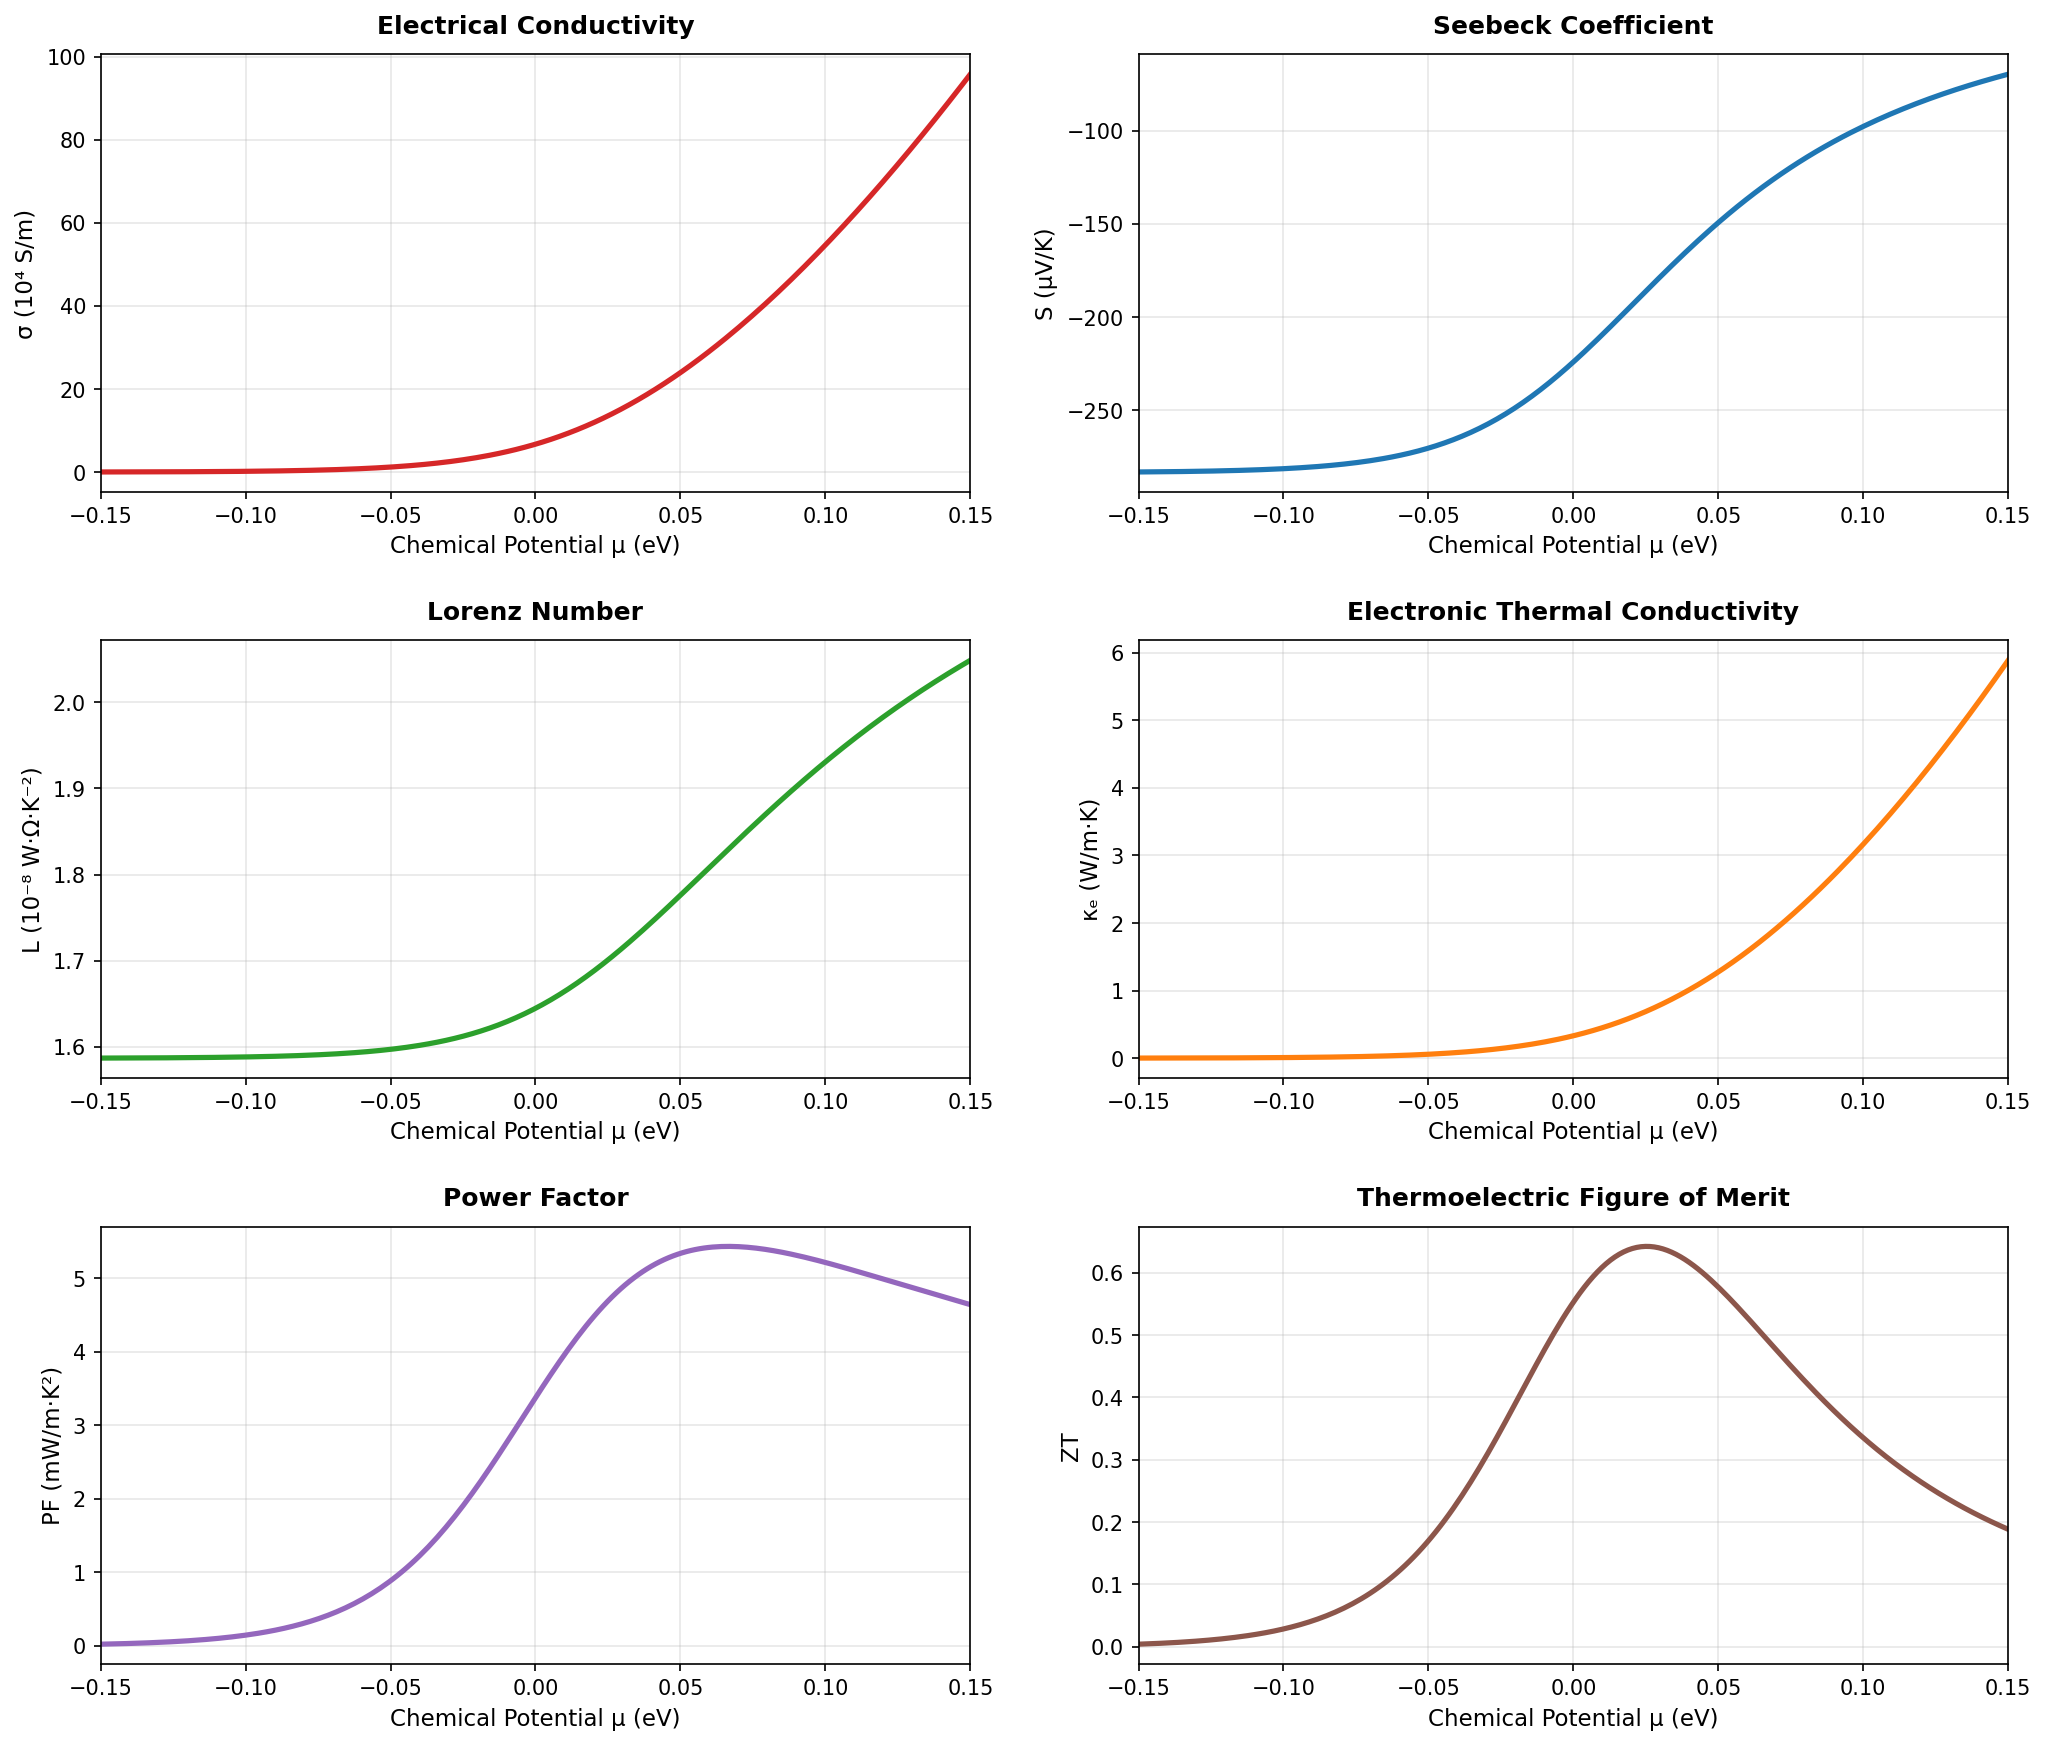 Electrical Conductivity
σ (10⁴ S/m)
100
80
60
40
20
0
−0.15 −0.10 −0.05 0.00 0.05 0.10 0.15
Chemical Potential μ (eV)
Seebeck Coefficient
S (μV/K)
−100
−150
−200
−250
−0.15 −0.10 −0.05 0.00 0.05 0.10 0.15
Chemical Potential μ (eV)
Lorenz Number
L (10⁻⁸ W·Ω·K⁻²)
2.0
1.9
1.8
1.7
1.6
−0.15 −0.10 −0.05 0.00 0.05 0.10 0.15
Chemical Potential μ (eV)
Electronic Thermal Conductivity
κₑ (W/m·K)
6
5
4
3
2
1
0
−0.15 −0.10 −0.05 0.00 0.05 0.10 0.15
Chemical Potential μ (eV)
Power Factor
PF (mW/m·K²)
5
4
3
2
1
0
−0.15 −0.10 −0.05 0.00 0.05 0.10 0.15
Chemical Potential μ (eV)
Thermoelectric Figure of Merit
ZT
0.6
0.5
0.4
0.3
0.2
0.1
0.0
−0.15 −0.10 −0.05 0.00 0.05 0.10 0.15
Chemical Potential μ (eV)